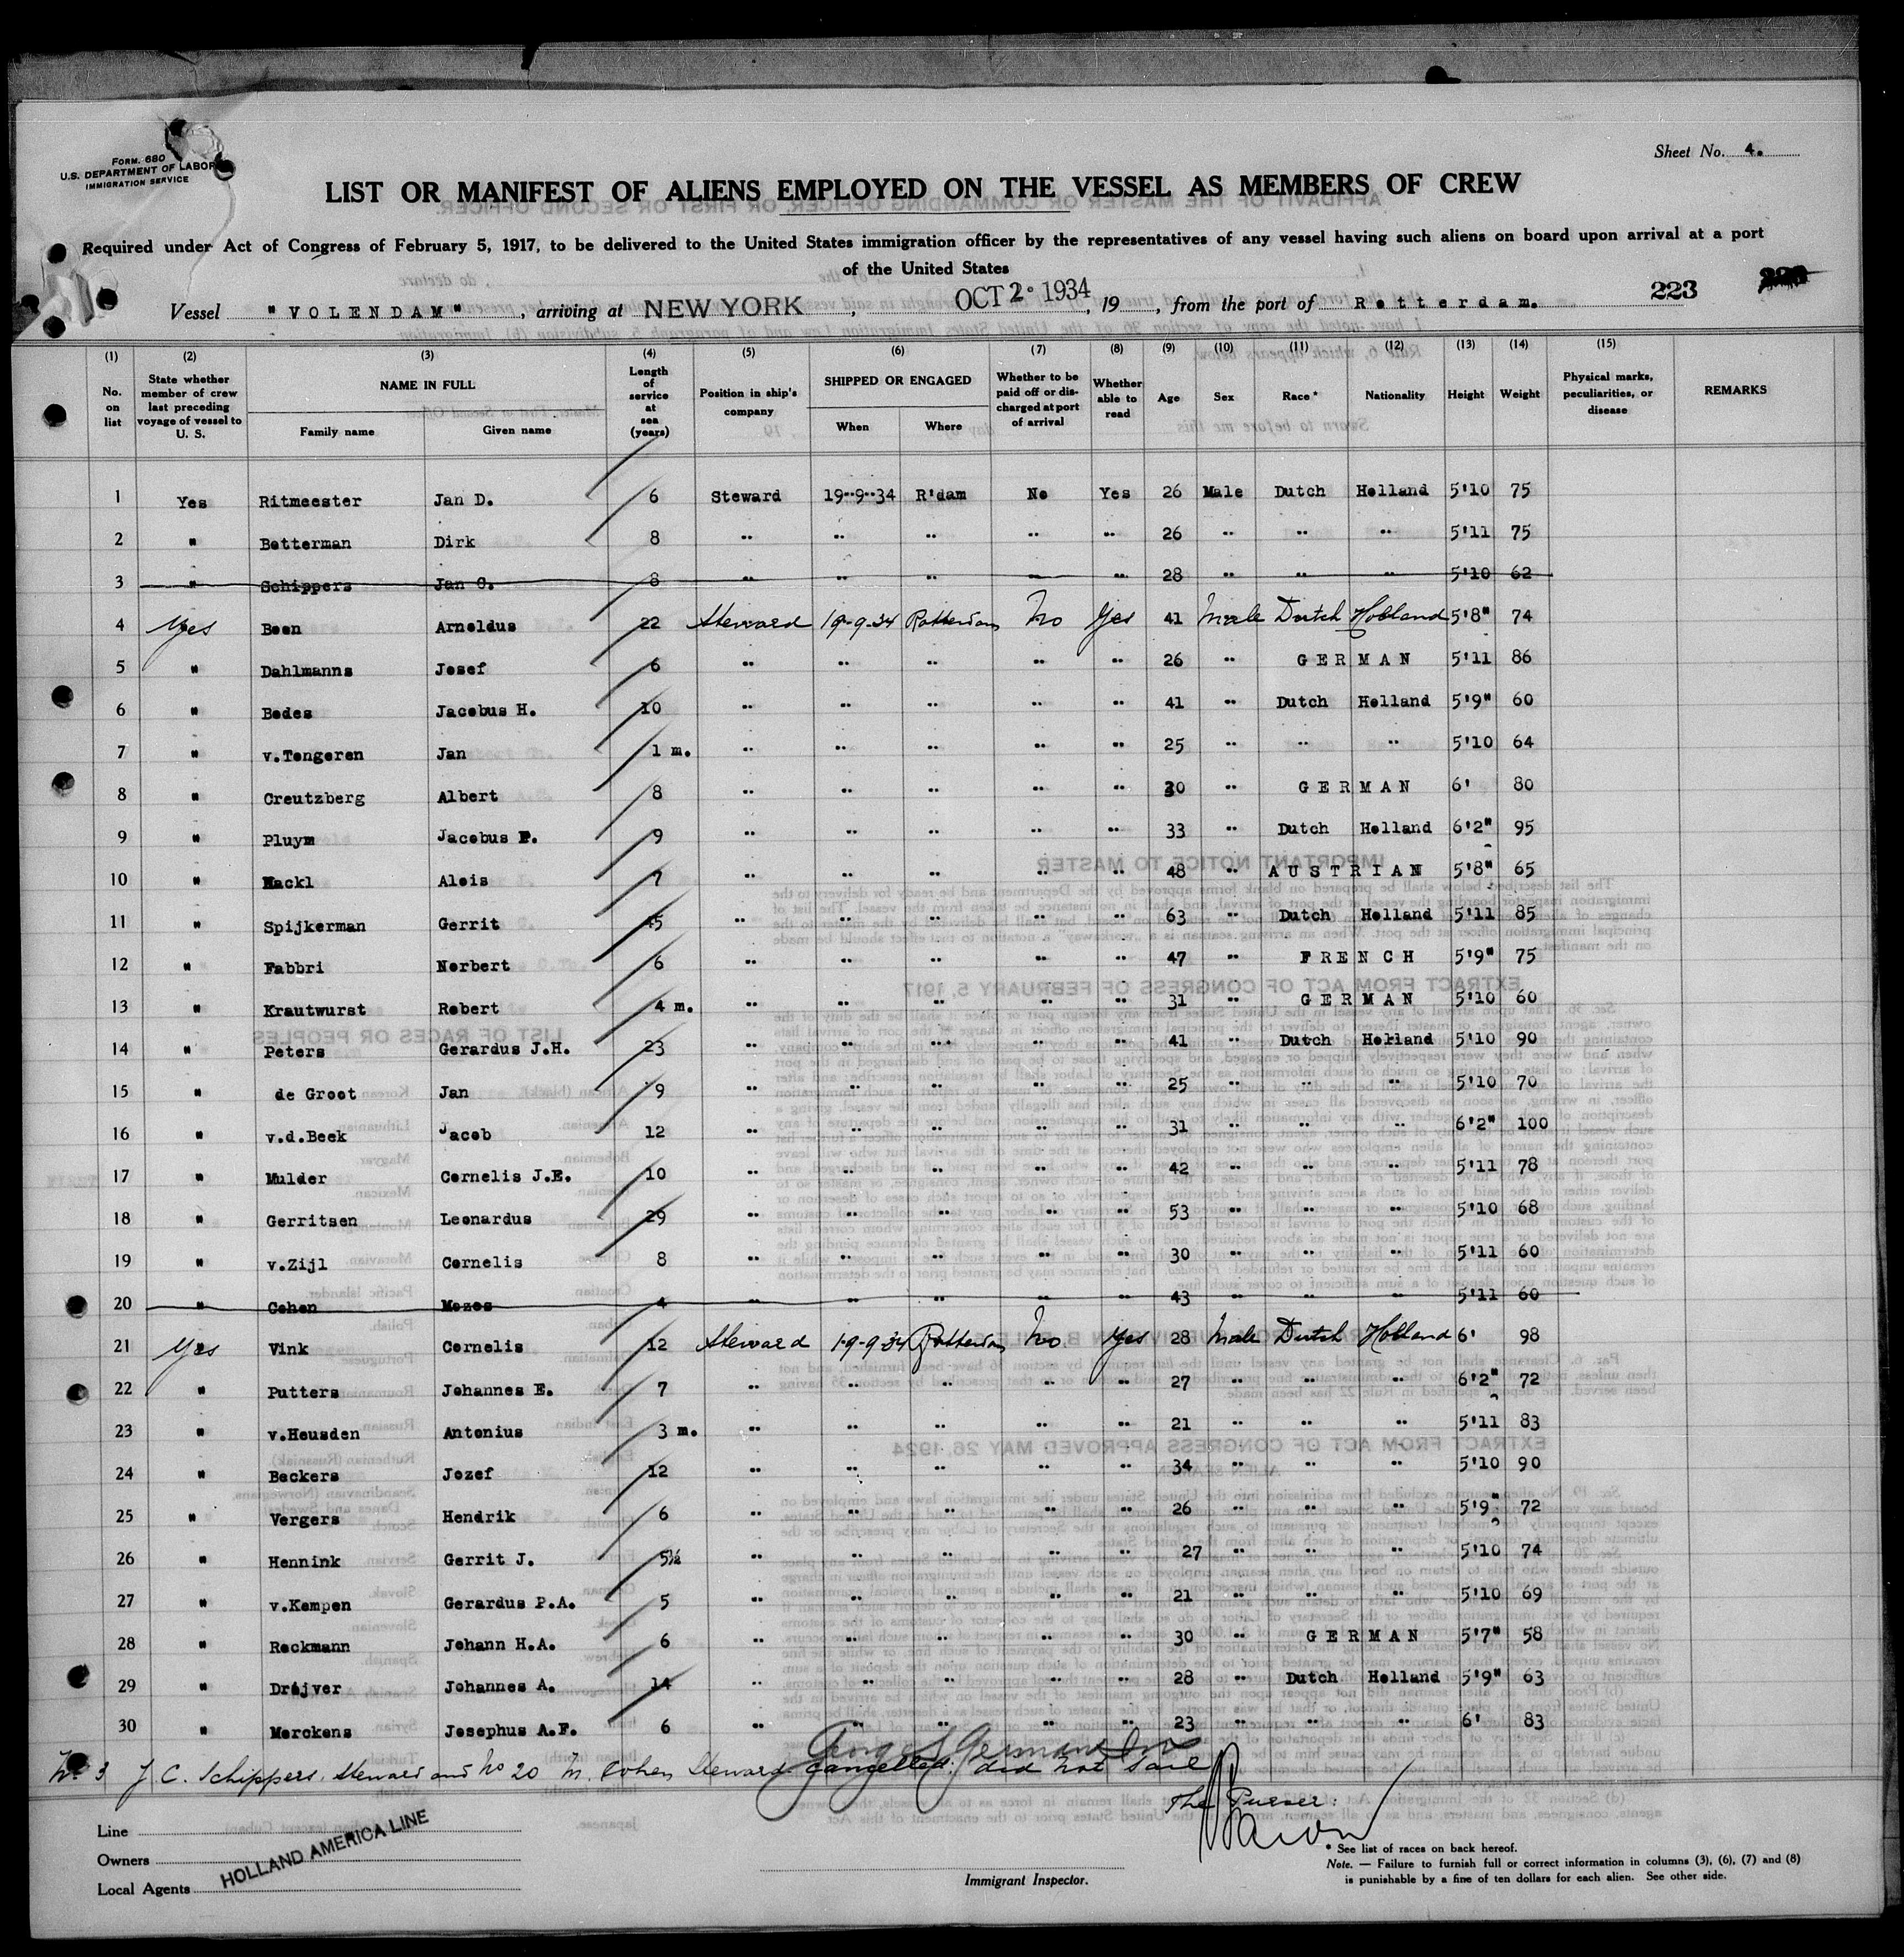 Form. 680
U.S. DEPARTMENT OF LABOR
IMMIGRATION SERVICE
Sheet No. 4.
LIST OR MANIFEST OF ALIENS EMPLOYED ON THE VESSEL AS MEMBERS OF CREW
Required under Act of Congress of February 5, 1917, to be delivered to the United States immigration officer by the representatives of any vessel having such aliens on board upon arrival at a port
of the United States
Vessel "VOLENDAM", arriving at NEW YORK, OCT 2 1934, 19, from the port of Rotterdam. 223
(1) (2) (3) (4) (5) (6) (7) (8) (9) (10) (11) (12) (13) (14) (15)
No. on list State whether member of crew last preceding voyage of vessel to U. S. NAME IN FULL Family name Given name Length of service at sea (years) Position in ship's company SHIPPED OR ENGAGED When Where Whether to be paid off or discharged at port of arrival Whether able to read Age Sex Race* Nationality Height Weight Physical marks, peculiarities, or disease REMARKS
1 Yes Ritmeester Jan D. 6 Steward 19-9-34 R'dam No Yes 26 Male Dutch Holland 5'10 75
2 " Betterman Dirk 8 " " " " " 26 " " " 5'11 75
3 " Schippers Jan C. 8 " " " " " 28 " " " 5'10 62
4 Yes Been Arnoldus 22 Steward 19-9-34 Rotterdam No Yes 41 Male Dutch Holland 5'8" 74
5 " Dahlmanns Josef 6 " " " " " 26 " GERMAN 5'11 86
6 " Bedes Jacobus H. 10 " " " " " 41 " Dutch Holland 5'9" 60
7 " v.Tongeren Jan 1 m. " " " " " 25 " " " 5'10 64
8 " Creutzberg Albert 8 " " " " " 30 " GERMAN 6' 80
9 " Pluym Jacobus P. 9 " " " " " 33 " Dutch Holland 6'2" 95
10 " Hackl Alois 7 " " " " " 48 " AUSTRIAN 5'8" 65
11 " Spijkerman Gerrit 45 " " " " " 63 " Dutch Holland 5'11 85
12 " Fabbri Norbert 6 " " " " " 47 " FRENCH 5'9" 75
13 " Krautwurst Robert 4 m. " " " " " 31 " GERMAN 5'10 60
14 " Peters Gerardus J.H. 23 " " " " " 41 " Dutch Holland 5'10 90
15 " de Groot Jan 9 " " " " " 25 " " " 5'10 70
16 " v.d.Beek Jacob 12 " " " " " 31 " " " 6'2" 100
17 " Mulder Cornelis J.E. 10 " " " " " 42 " " " 5'11 78
18 " Gerritsen Leonardus 29 " " " " " 53 " " " 5'10 68
19 " v.Zijl Cornelis 8 " " " " " 30 " " " 5'11 60
20 " Cohen Mozes 4 " " " " " 43 " " " 5'11 60
21 Yes Vink Cornelis 12 Steward 19-9-34 Rotterdam No Yes 28 Male Dutch Holland 6' 98
22 " Putters Johannes E. 7 " " " " " 27 " " " 6'2" 72
23 " v.Heusden Antonius 3 m. " " " " " 21 " " " 5'11 83
24 " Beckers Jozef 12 " " " " " 34 " " " 5'10 90
25 " Vergers Hendrik 6 " " " " " 26 " " " 5'9" 72
26 " Hennink Gerrit J. 5½ " " " " " 27 " " " 5'10 74
27 " v.Kempen Gerardus P.A. 5 " " " " " 21 " " " 5'10 69
28 " Reckmann Johann H.A. 6 " " " " " 30 " GERMAN 5'7" 58
29 " Drijver Johannes A. 14 " " " " " 28 " Dutch Holland 5'9" 63
30 " Merckens Josephus A.F. 6 " " " " " 23 " " " 6' 83
No. 3 J. C. Schippers, Steward and No 20 M. Cohen Steward cancelled. did not sail
The Purser:
Line
Owners HOLLAND AMERICA LINE
Local Agents
Immigrant Inspector.
* See list of races on back hereof.
Note. — Failure to furnish full or correct information in columns (3), (6), (7) and (8)
is punishable by a fine of ten dollars for each alien. See other side.